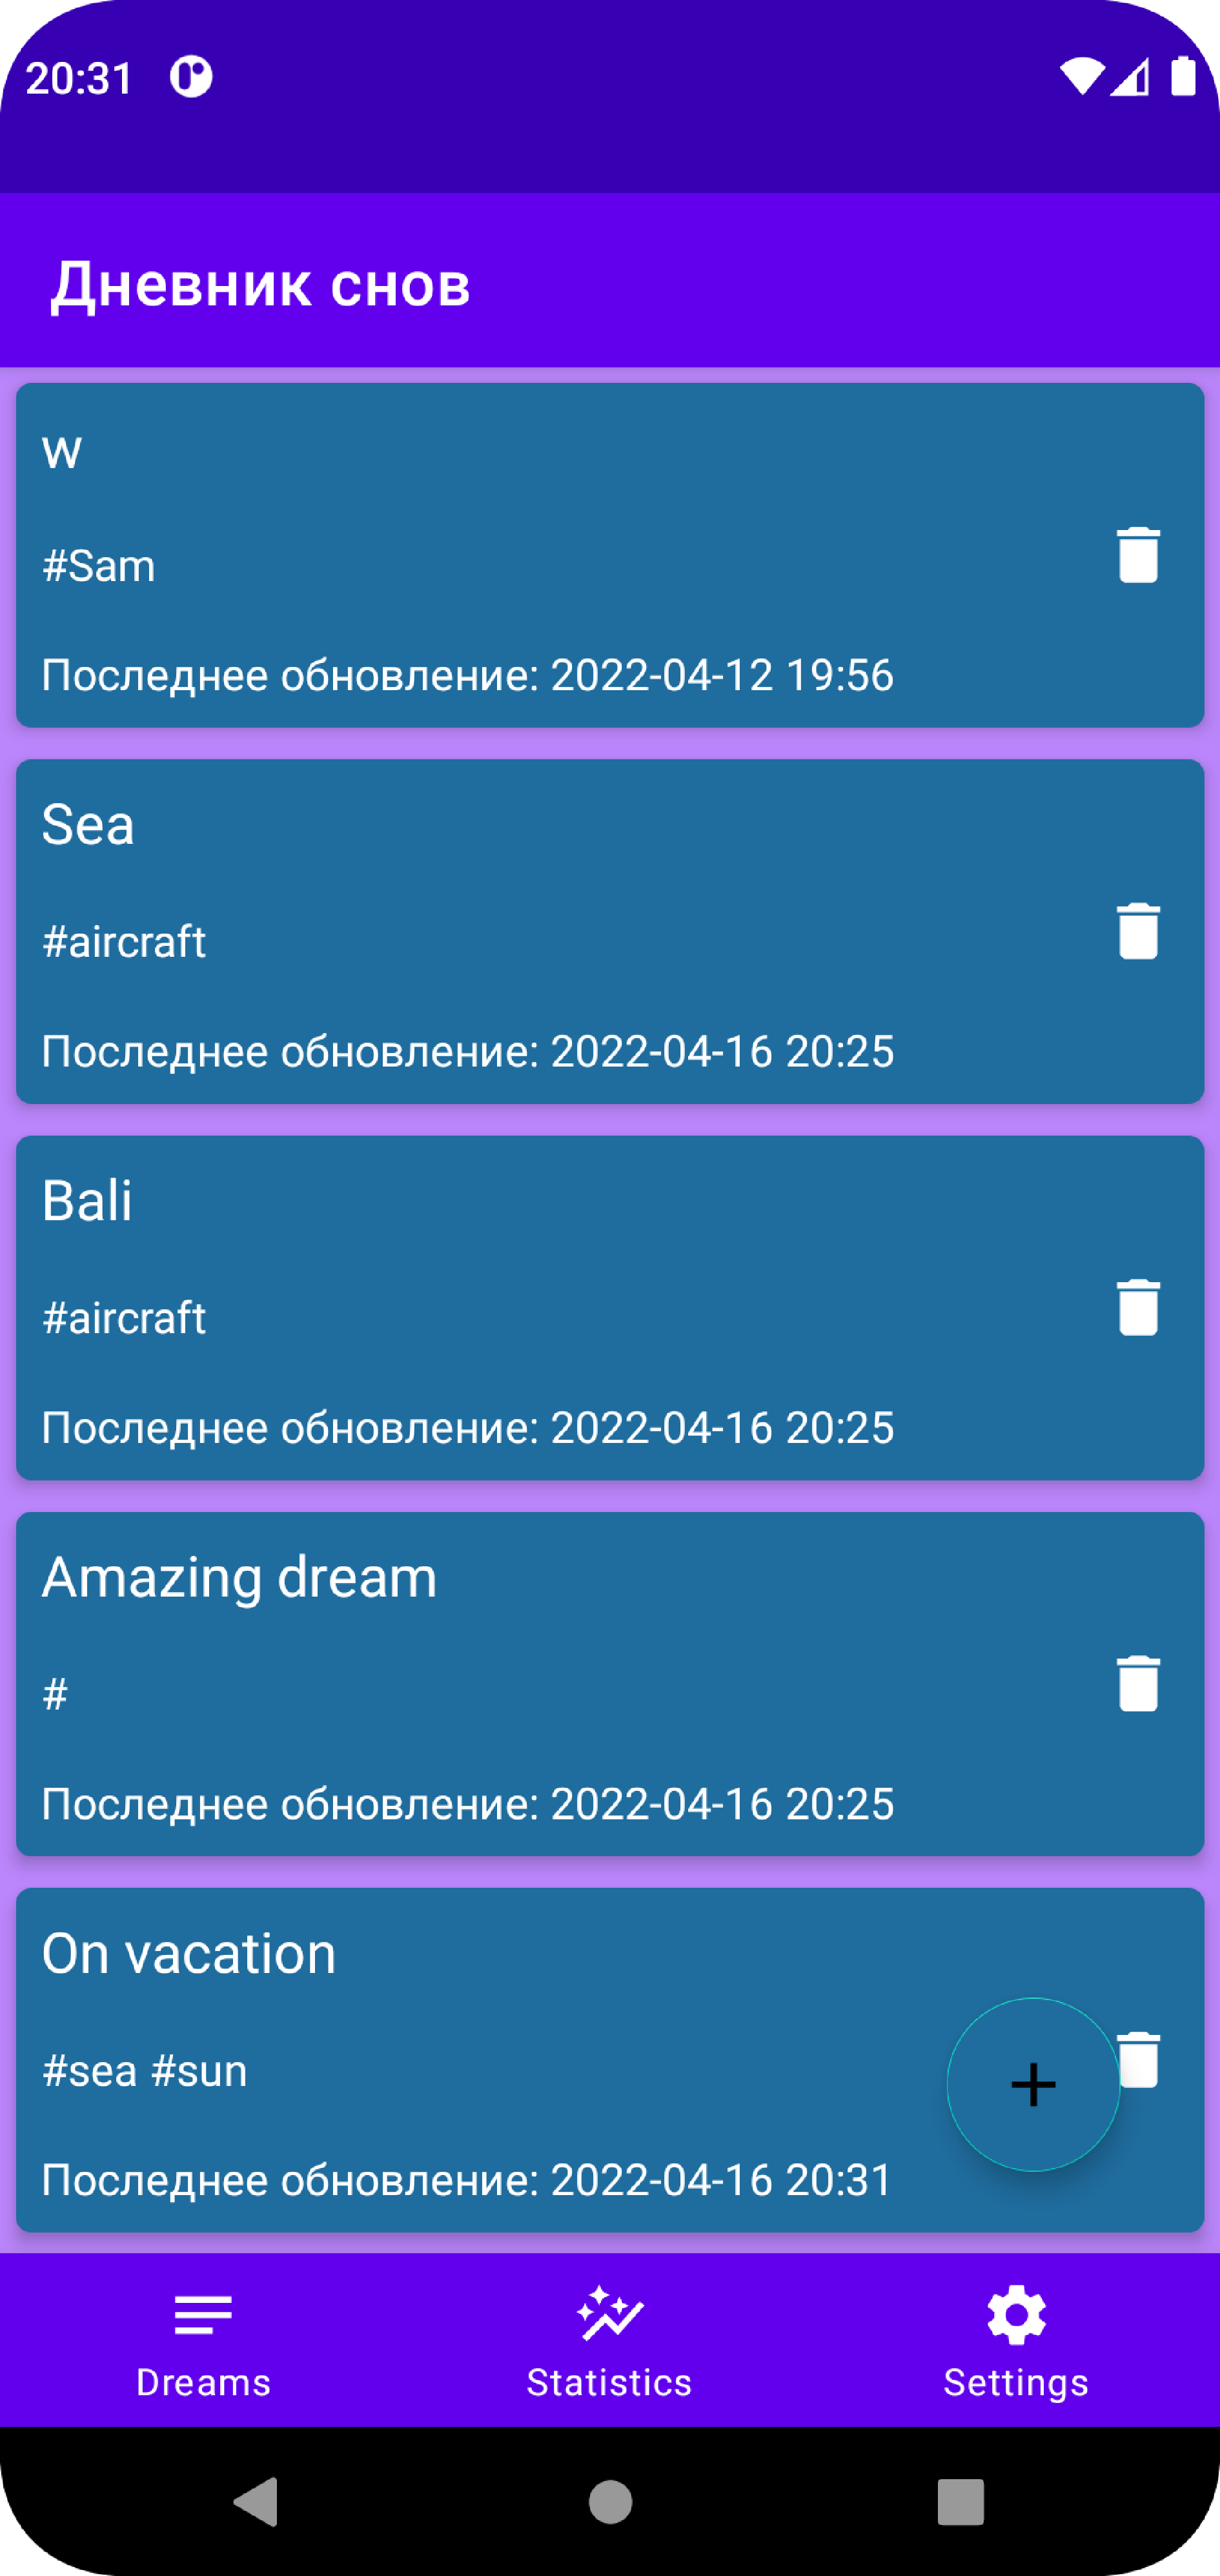 20:31
Дневник снов
w
#Sam
Последнее обновление: 2022-04-12 19:56
Sea
#aircraft
Последнее обновление: 2022-04-16 20:25
Bali
#aircraft
Последнее обновление: 2022-04-16 20:25
Amazing dream
#
Последнее обновление: 2022-04-16 20:25
On vacation
#sea #sun
Последнее обновление: 2022-04-16 20:31
Dreams
Statistics
Settings